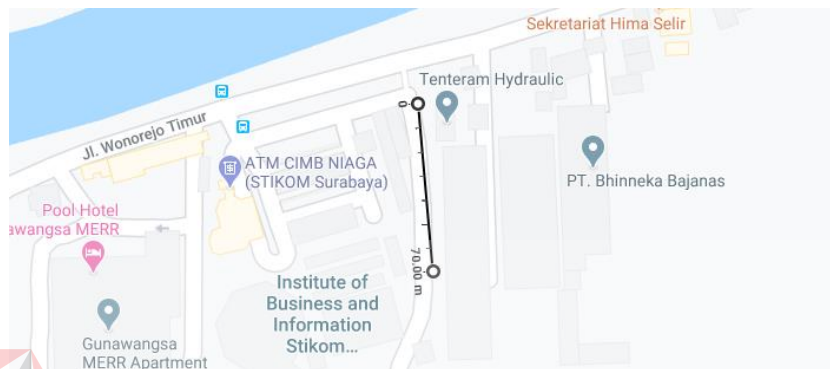 Sekretariat Hima Selir
Tenteram Hydraulic
0
Jl. Wonorejo Timur
ATM CIMB NIAGA
(STIKOM Surabaya)
PT. Bhinneka Bajanas
Pool Hotel
awangsa MERR
70.00 m
Institute of
Business and
Information
Stikom...
Gunawangsa
MERR Apartment